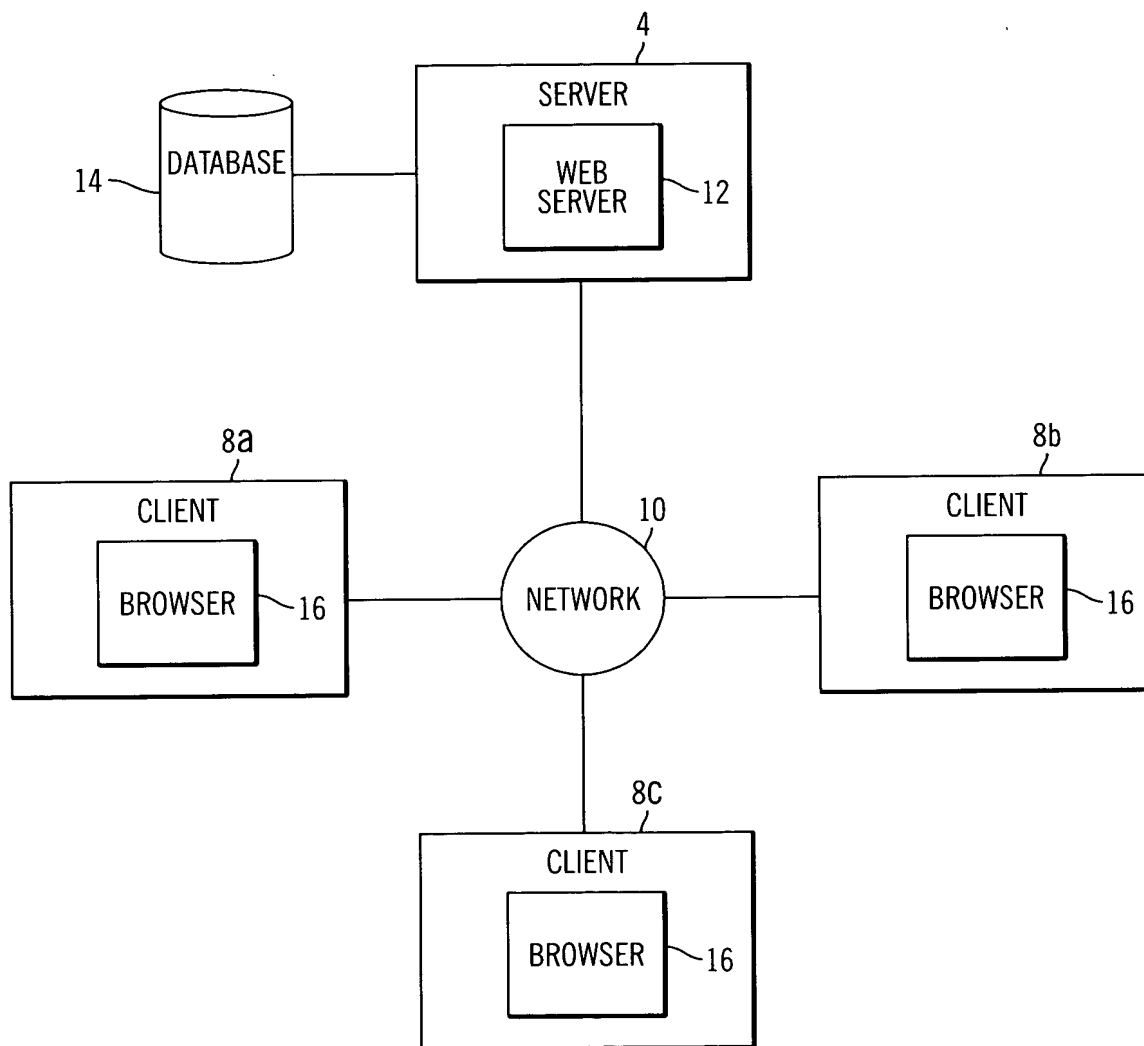 4
SERVER
DATABASE
WEB
SERVER
14
12
8a
8b
CLIENT
CLIENT
10
BROWSER
16
NETWORK
BROWSER
16
8C
CLIENT
BROWSER
16